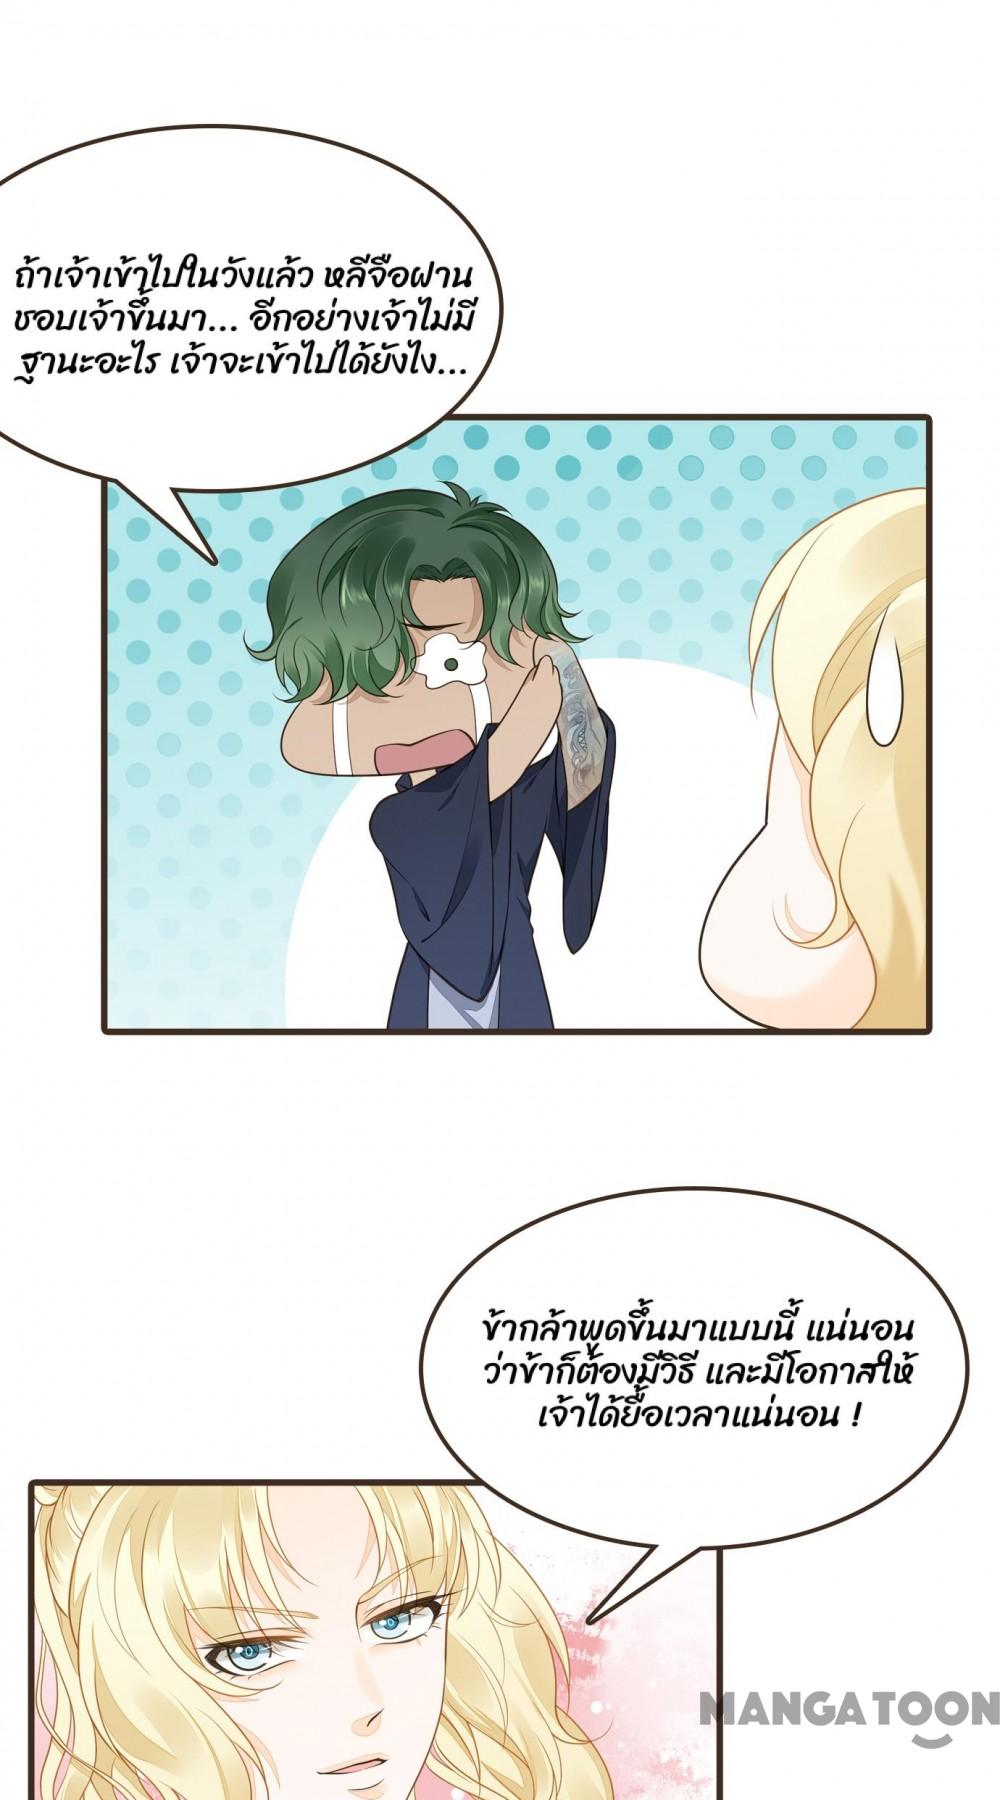 ถ้าเจ้าเข้าไปในวังแล้ว หลีจือฝาน
ชอบเจ้าขึ้นมา... อีกอย่างเจ้าไม่มี
ฐานะอะไร เจ้าจะเข้าไปได้ยังไง...
ข้ากล้าพูดขึ้นมาแบบนี้ แน่นอน
ว่าข้าก็ต้องมีวิธี และมีโอกาสให้
เจ้าได้ยื้อเวลาแน่นอน !
MANGATOON